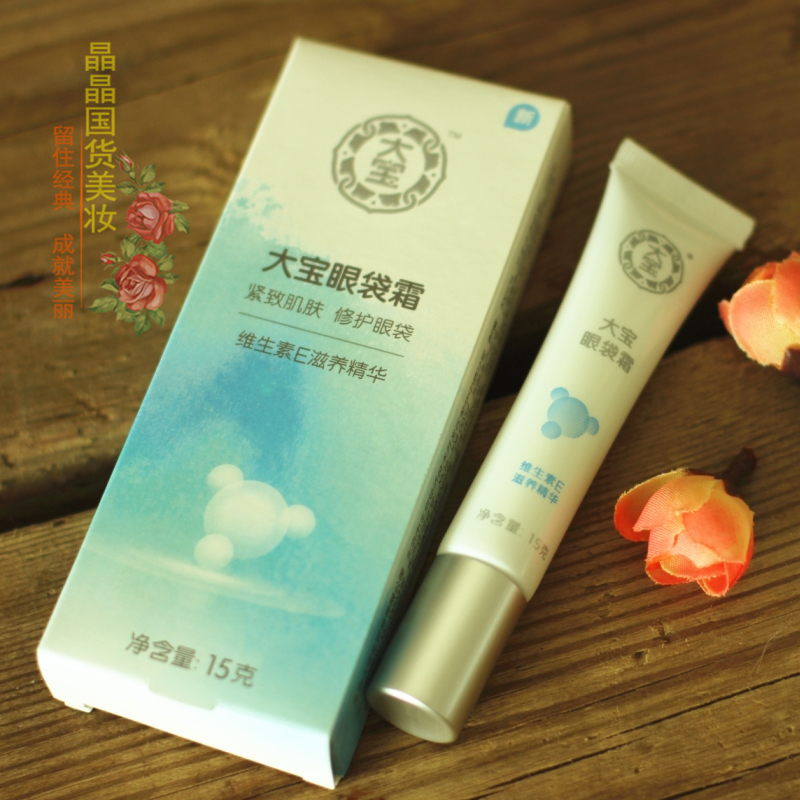 晶晶国货美妆
留住经典 成就美丽
新
大宝
TM
大宝眼袋霜
紧致肌肤 修护眼袋
维生素E滋养精华
净含量: 15克
大宝
大宝
眼袋霜
维生素E
滋养精华
净含量: 15克